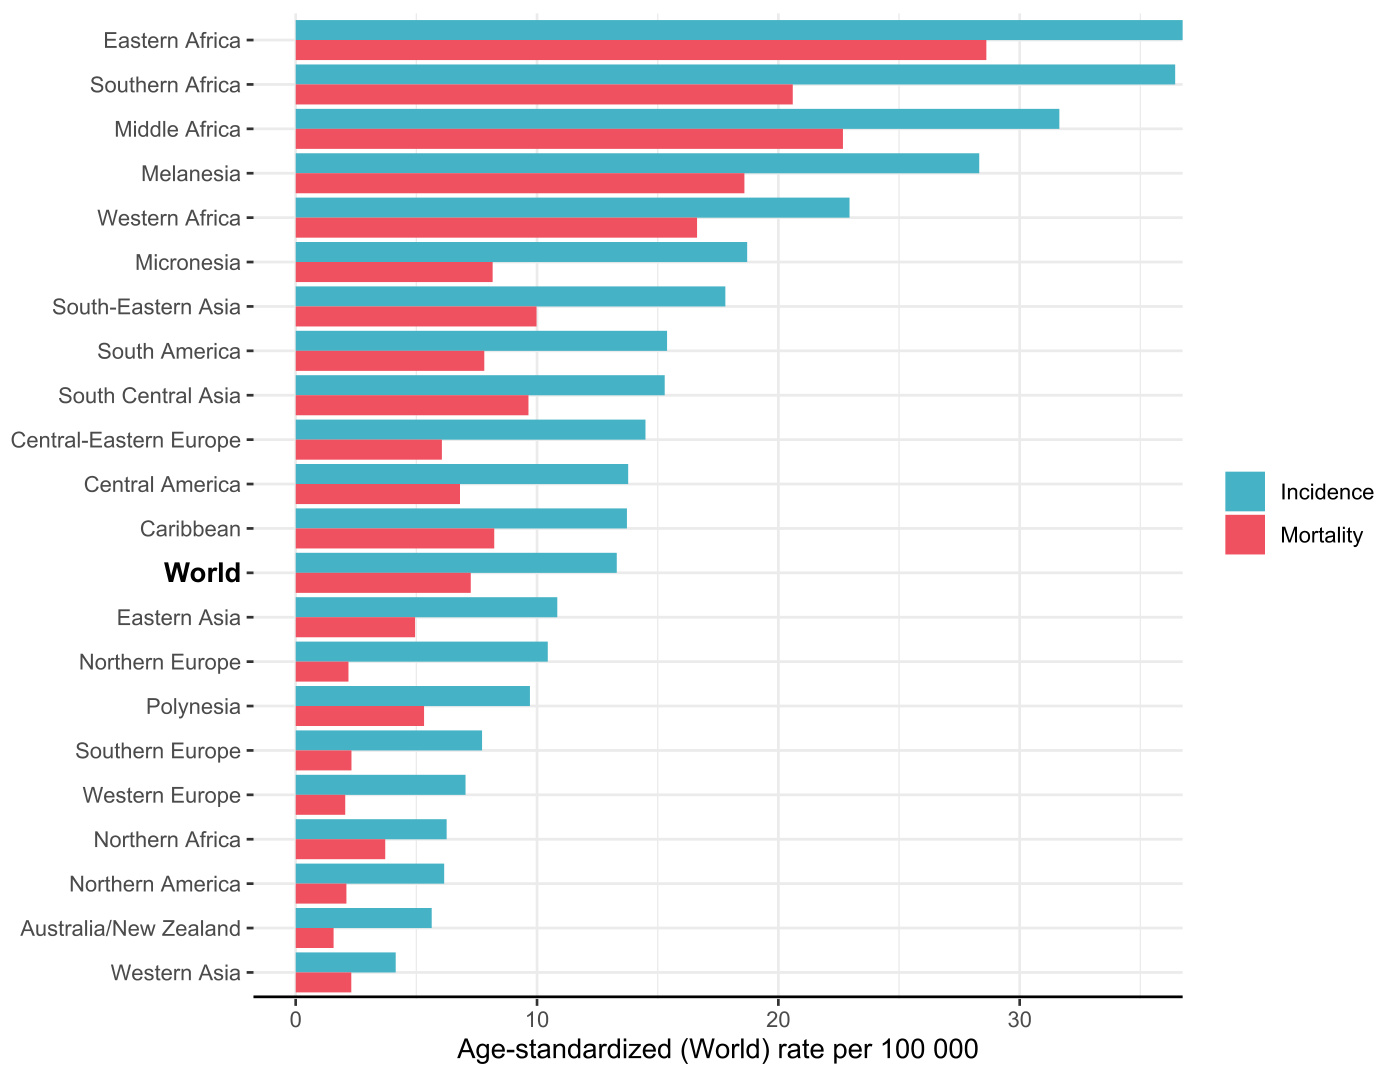 Eastern Africa
Southern Africa
Middle Africa
Melanesia
Western Africa
Micronesia
South-Eastern Asia
South America
South Central Asia
Central-Eastern Europe
Central America
Caribbean
World
Eastern Asia
Northern Europe
Polynesia
Southern Europe
Western Europe
Northern Africa
Northern America
Australia/New Zealand
Western Asia
0 10 20 30
Age-standardized (World) rate per 100 000
Incidence
Mortality